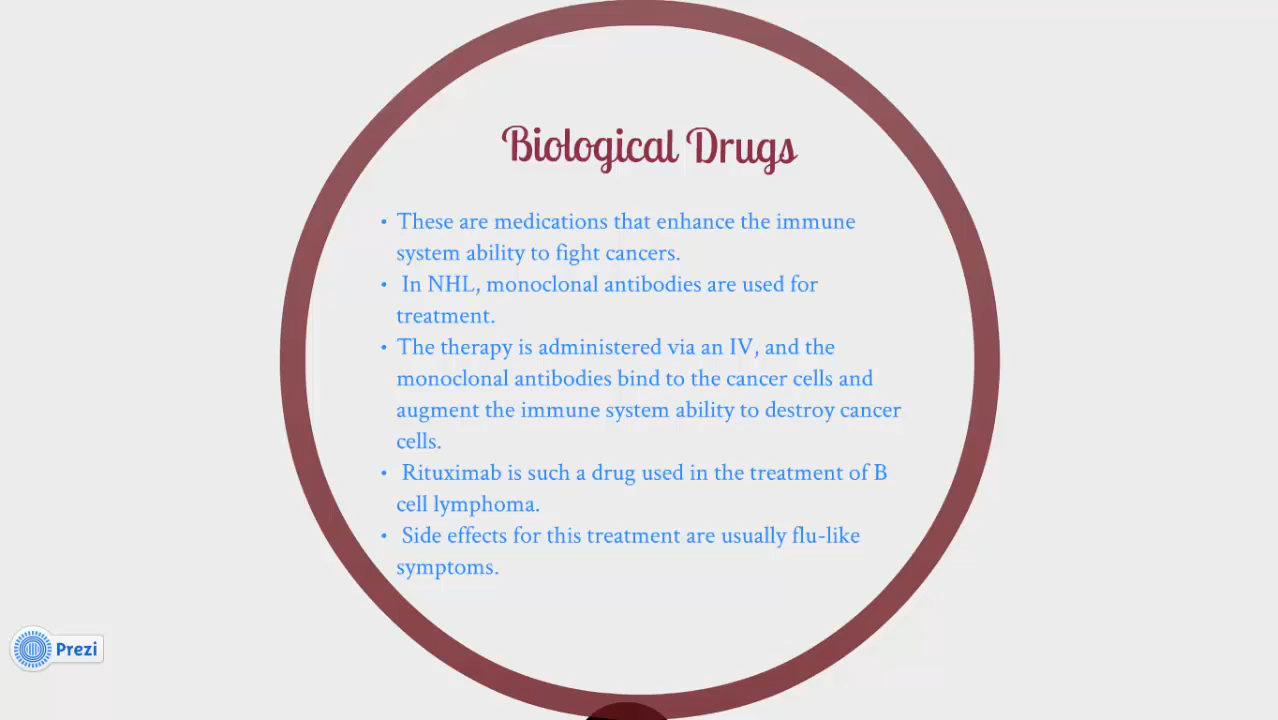 Biological Drugs
• These are medications that enhance the immune
system ability to fight cancers.
• In NHL, monoclonal antibodies are used for
treatment.
• The therapy is administered via an IV, and the
monoclonal antibodies bind to the cancer cells and
augment the immune system ability to destroy cancer
cells.
• Rituximab is such a drug used in the treatment of B
cell lymphoma.
• Side effects for this treatment are usually flu-like
symptoms.
Prezi